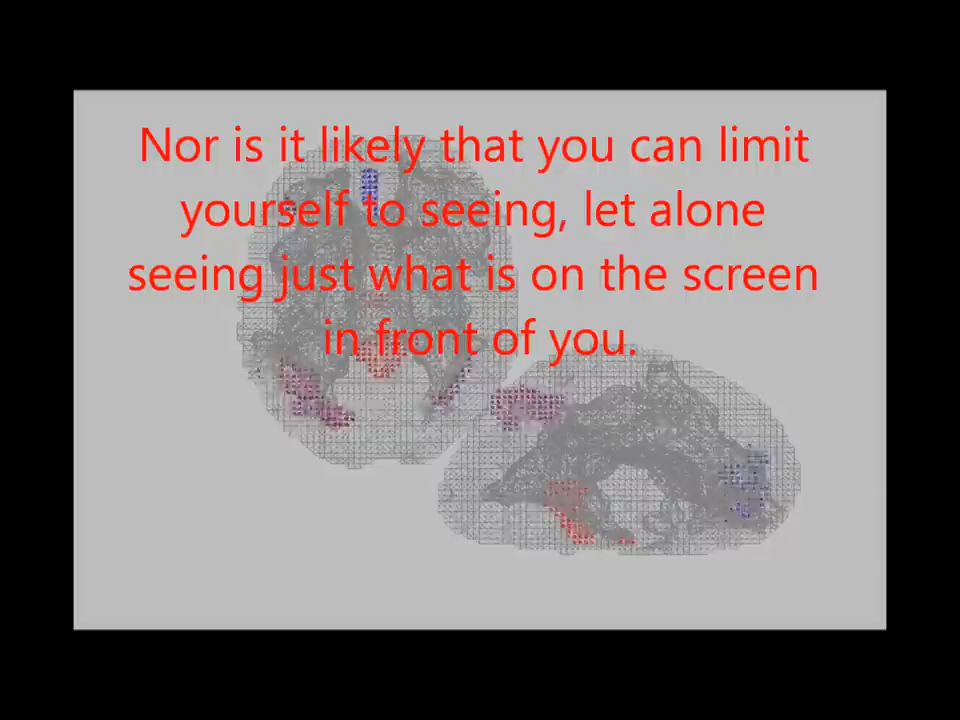 Nor is it likely that you can limit
yourself to seeing, let alone
seeing just what is on the screen
in front of you.